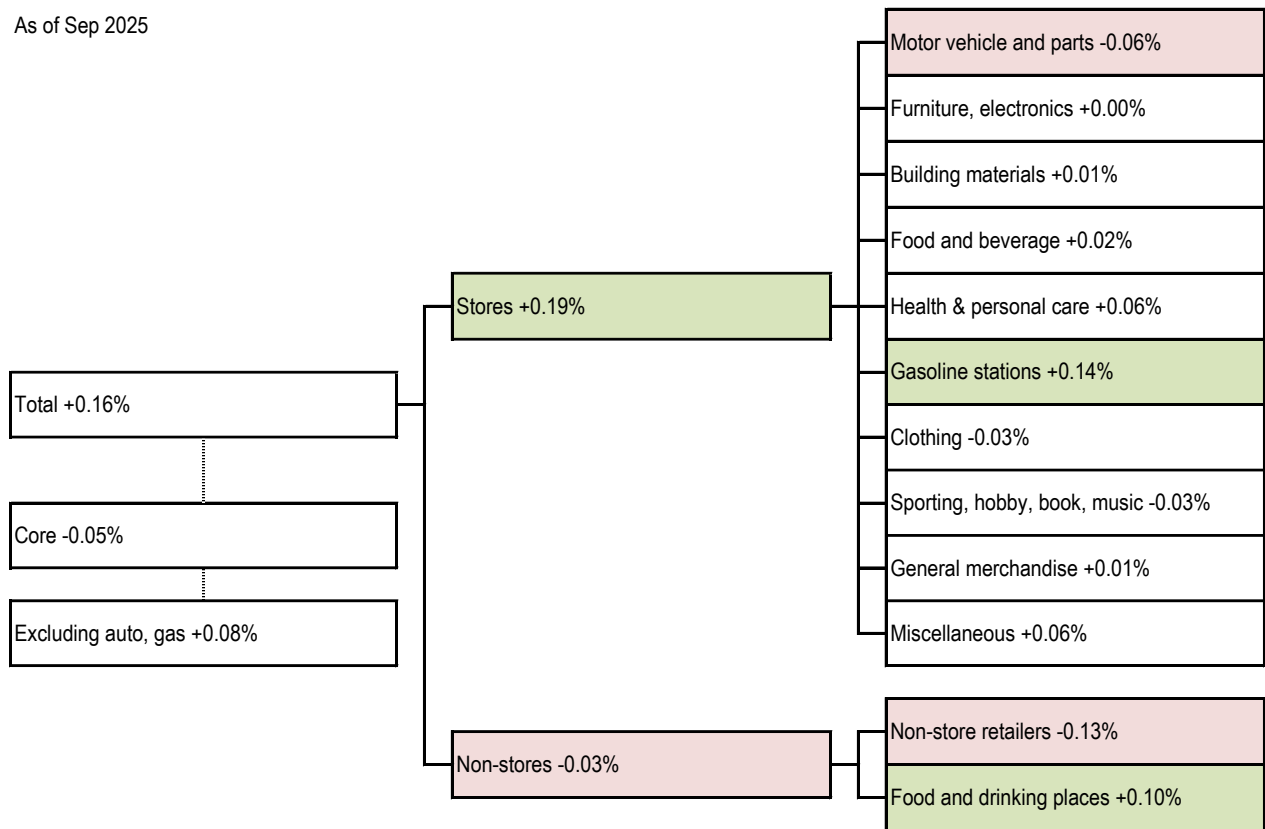 As of Sep 2025
Total +0.16%
Core -0.05%
Excluding auto, gas +0.08%
Stores +0.19%
Non-stores -0.03%
Motor vehicle and parts -0.06%
Furniture, electronics +0.00%
Building materials +0.01%
Food and beverage +0.02%
Health & personal care +0.06%
Gasoline stations +0.14%
Clothing -0.03%
Sporting, hobby, book, music -0.03%
General merchandise +0.01%
Miscellaneous +0.06%
Non-store retailers -0.13%
Food and drinking places +0.10%